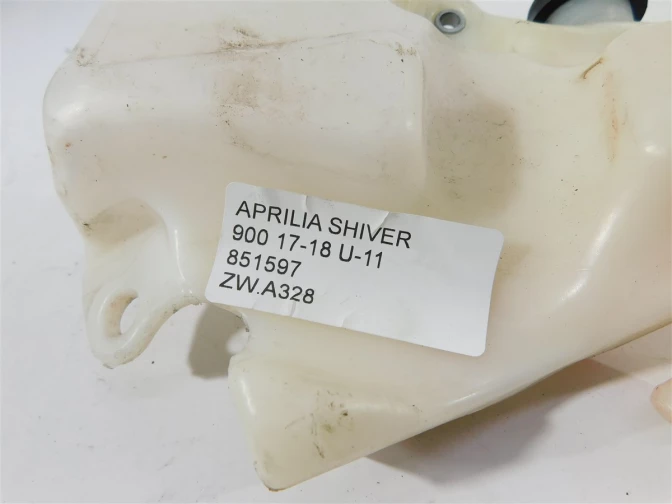 APRILIA SHIVER
900 17-18 U-11
851597
ZW.A328